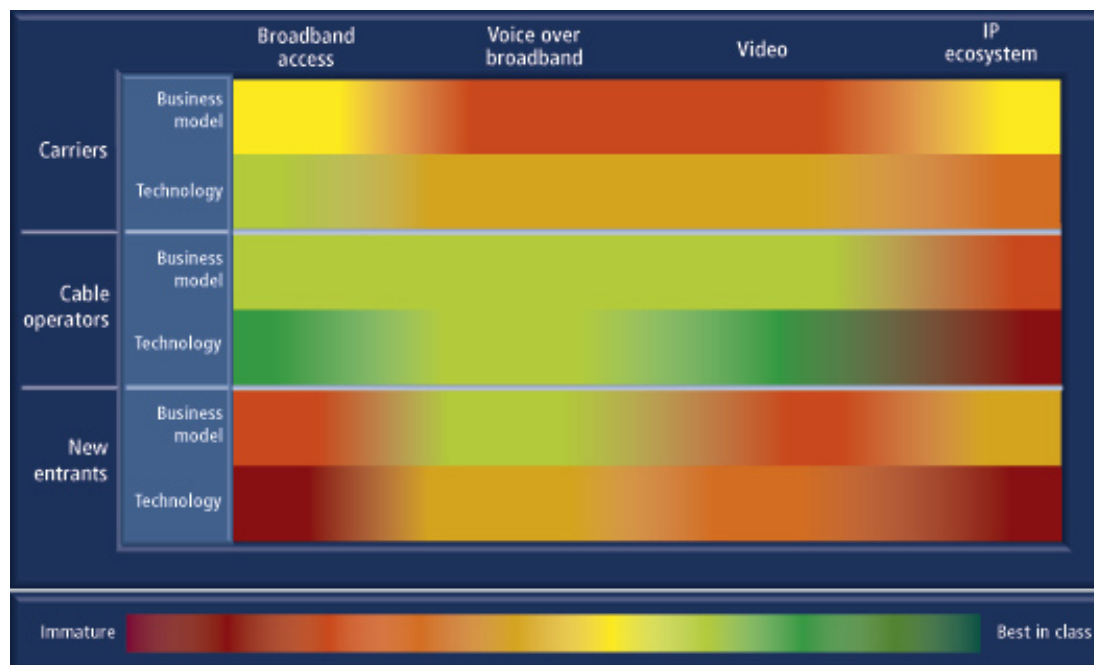 Broadband
access
Voice over
broadband
Video
IP
ecosystem
Carriers
Business
model
Technology
Cable
operators
Business
model
Technology
New
entrants
Business
model
Technology
Immature
Best in class